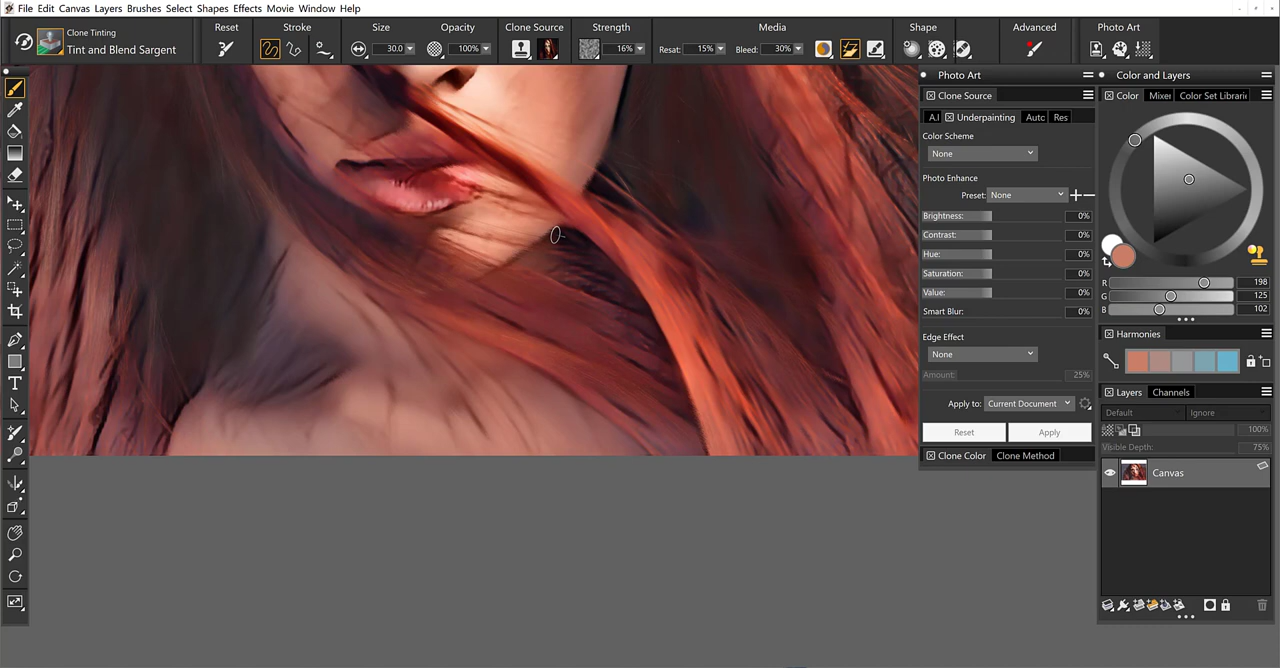 File Edit Canvas Layers Brushes Select Shapes Effects Movie Window Help
Clone Tinting
Tint and Blend Sargent
Reset
Stroke
Size
30.0
Opacity
100%
Clone Source
Strength
16%
Media
Resat: 15%
Bleed: 30%
Shape
Advanced
Photo Art
Photo Art
Clone Source
A.I
Underpainting
Auto
Res
Color Scheme
None
Photo Enhance
Preset: None
Brightness: 0%
Contrast: 0%
Hue: 0%
Saturation: 0%
Value: 0%
Smart Blur: 0%
Edge Effect
None
Amount: 25%
Apply to: Current Document
Reset Apply
Clone Color Clone Method
Color and Layers
Color Mixer Color Set Librari
R 198
G 125
B 102
Harmonies
Layers Channels
Default Ignore
100%
Visible Depth: 75%
Canvas
T